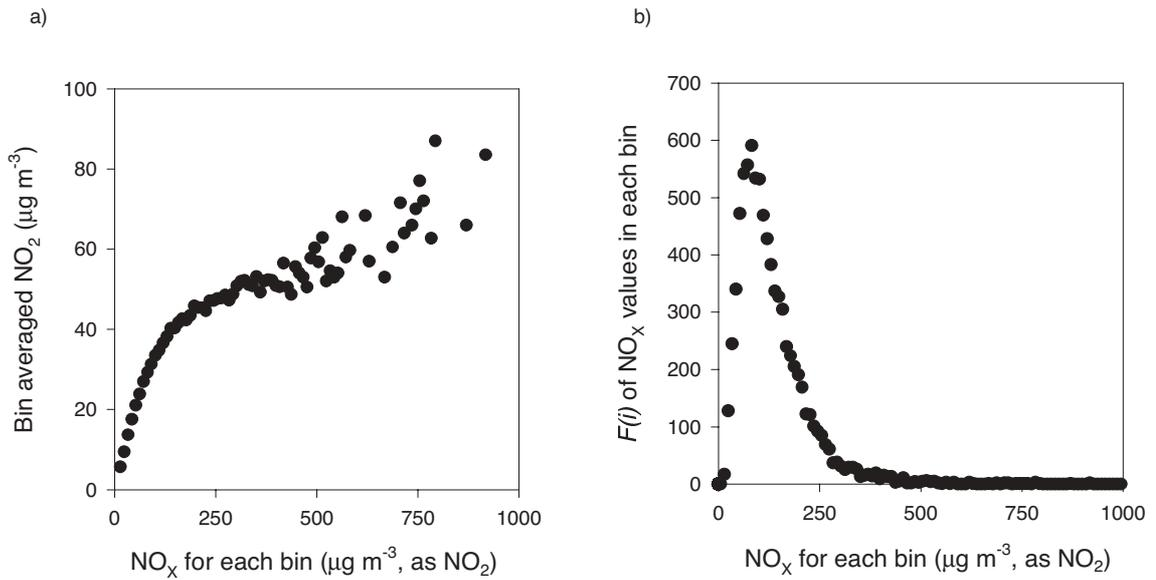 a)
Bin averaged NO2 (µg m-3)
100
80
60
40
20
0
0 250 500 750 1000
NOX for each bin (µg m-3, as NO2)
b)
F(i) of NOX values in each bin
700
600
500
400
300
200
100
0
0 250 500 750 1000
NOX for each bin (µg m-3, as NO2)